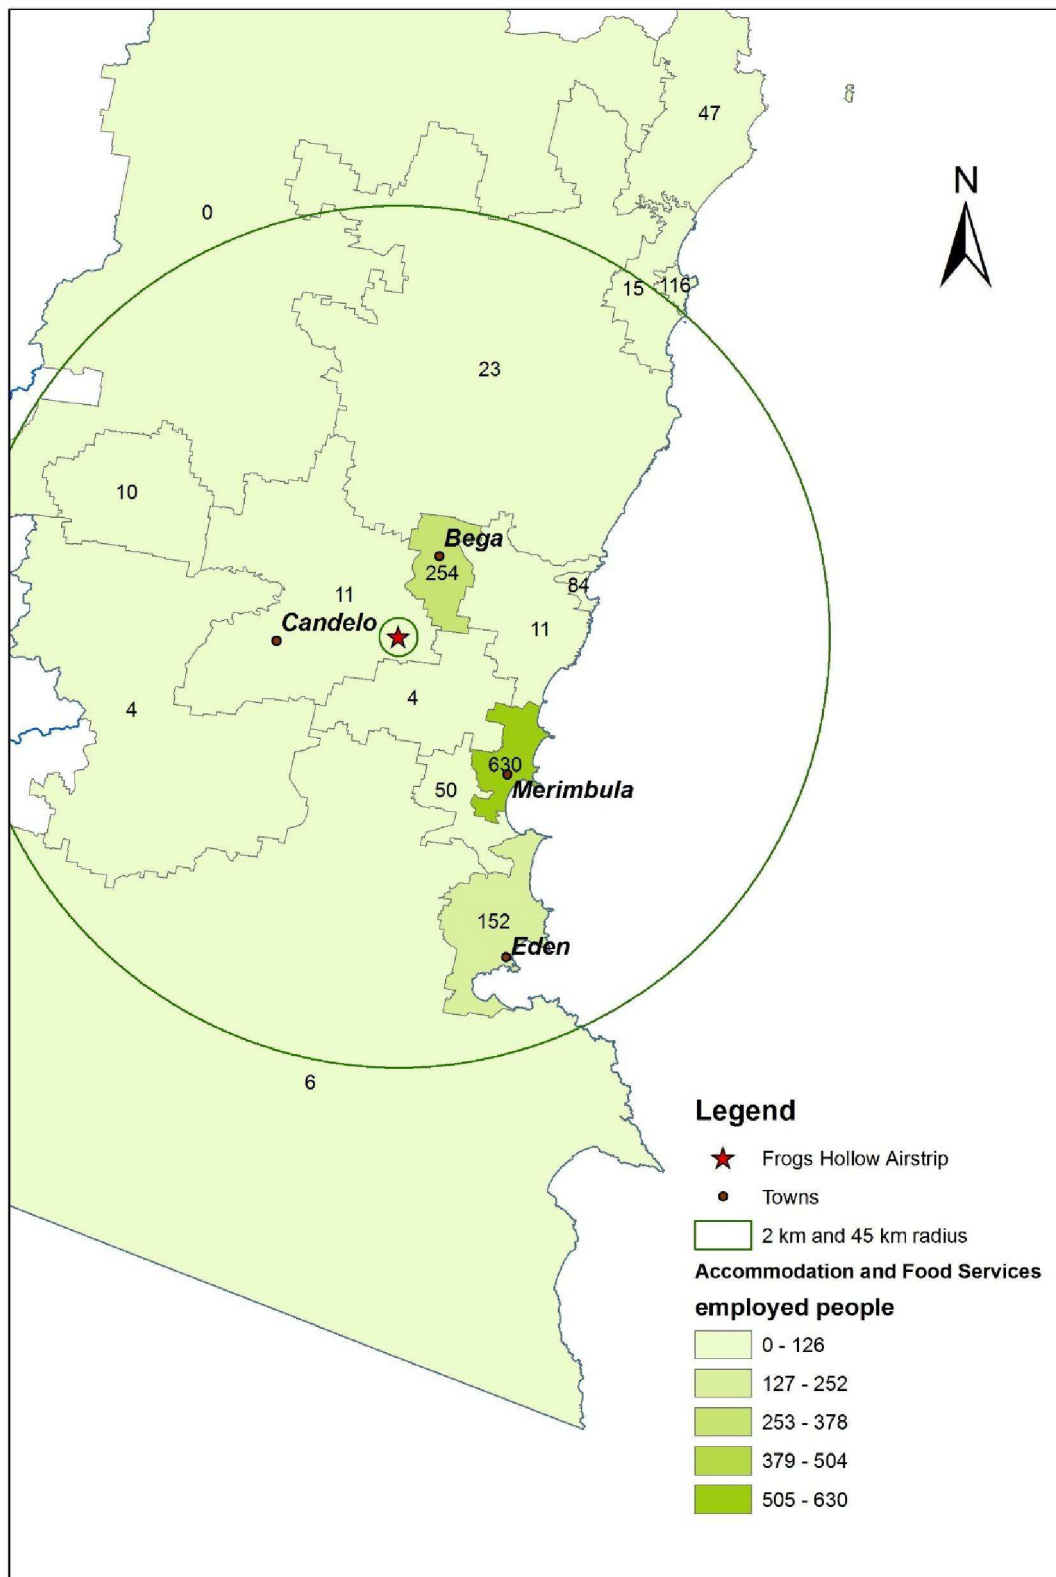 47
N
0
15
116
23
10
Bega
254
84
11
Candelo
11
4
4
630
50
Merimbula
152
Eden
6
Legend
Frogs Hollow Airstrip
Towns
2 km and 45 km radius
Accommodation and Food Services
employed people
0 - 126
127 - 252
253 - 378
379 - 504
505 - 630